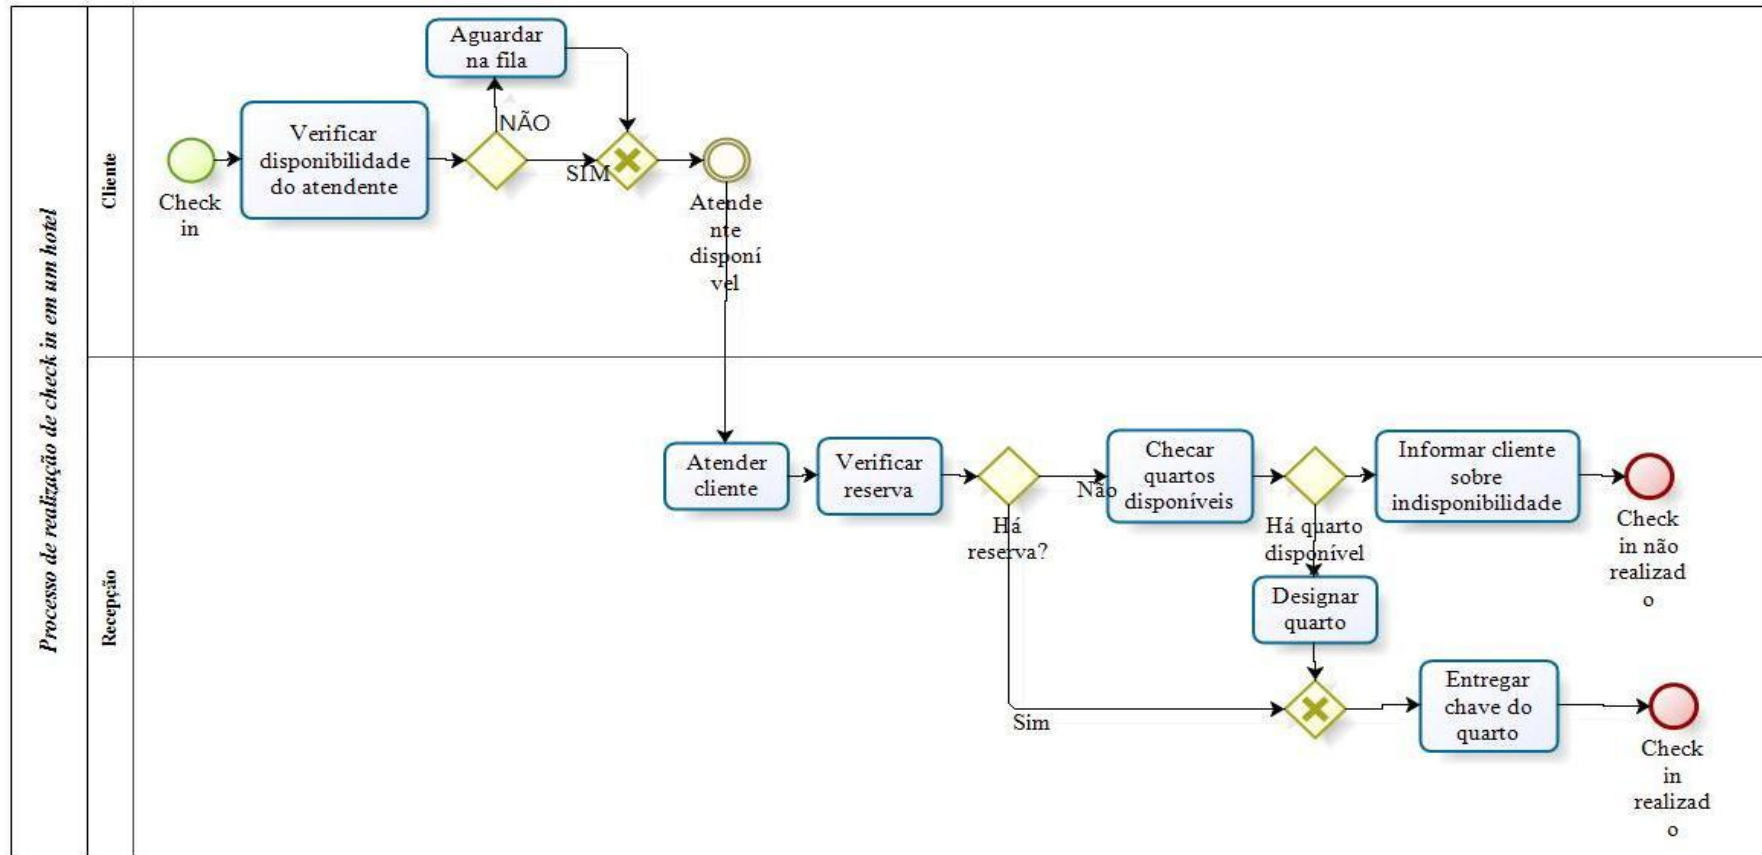 Processo de realização de check in em um hotel
Cliente
Aguardar
na fila
NÃO
Verificar
disponibilidade
do atendente
SIM
Check
in
Atende
nte
disponí
vel
Recepção
Atender
cliente
Verificar
reserva
Há
reserva?
Não
Checar
quartos
disponíveis
Há quarto
disponível
Informar cliente
sobre
indisponibilidade
Check
in não
realizad
o
Designar
quarto
Sim
Entregar
chave do
quarto
Check
in
realizad
o